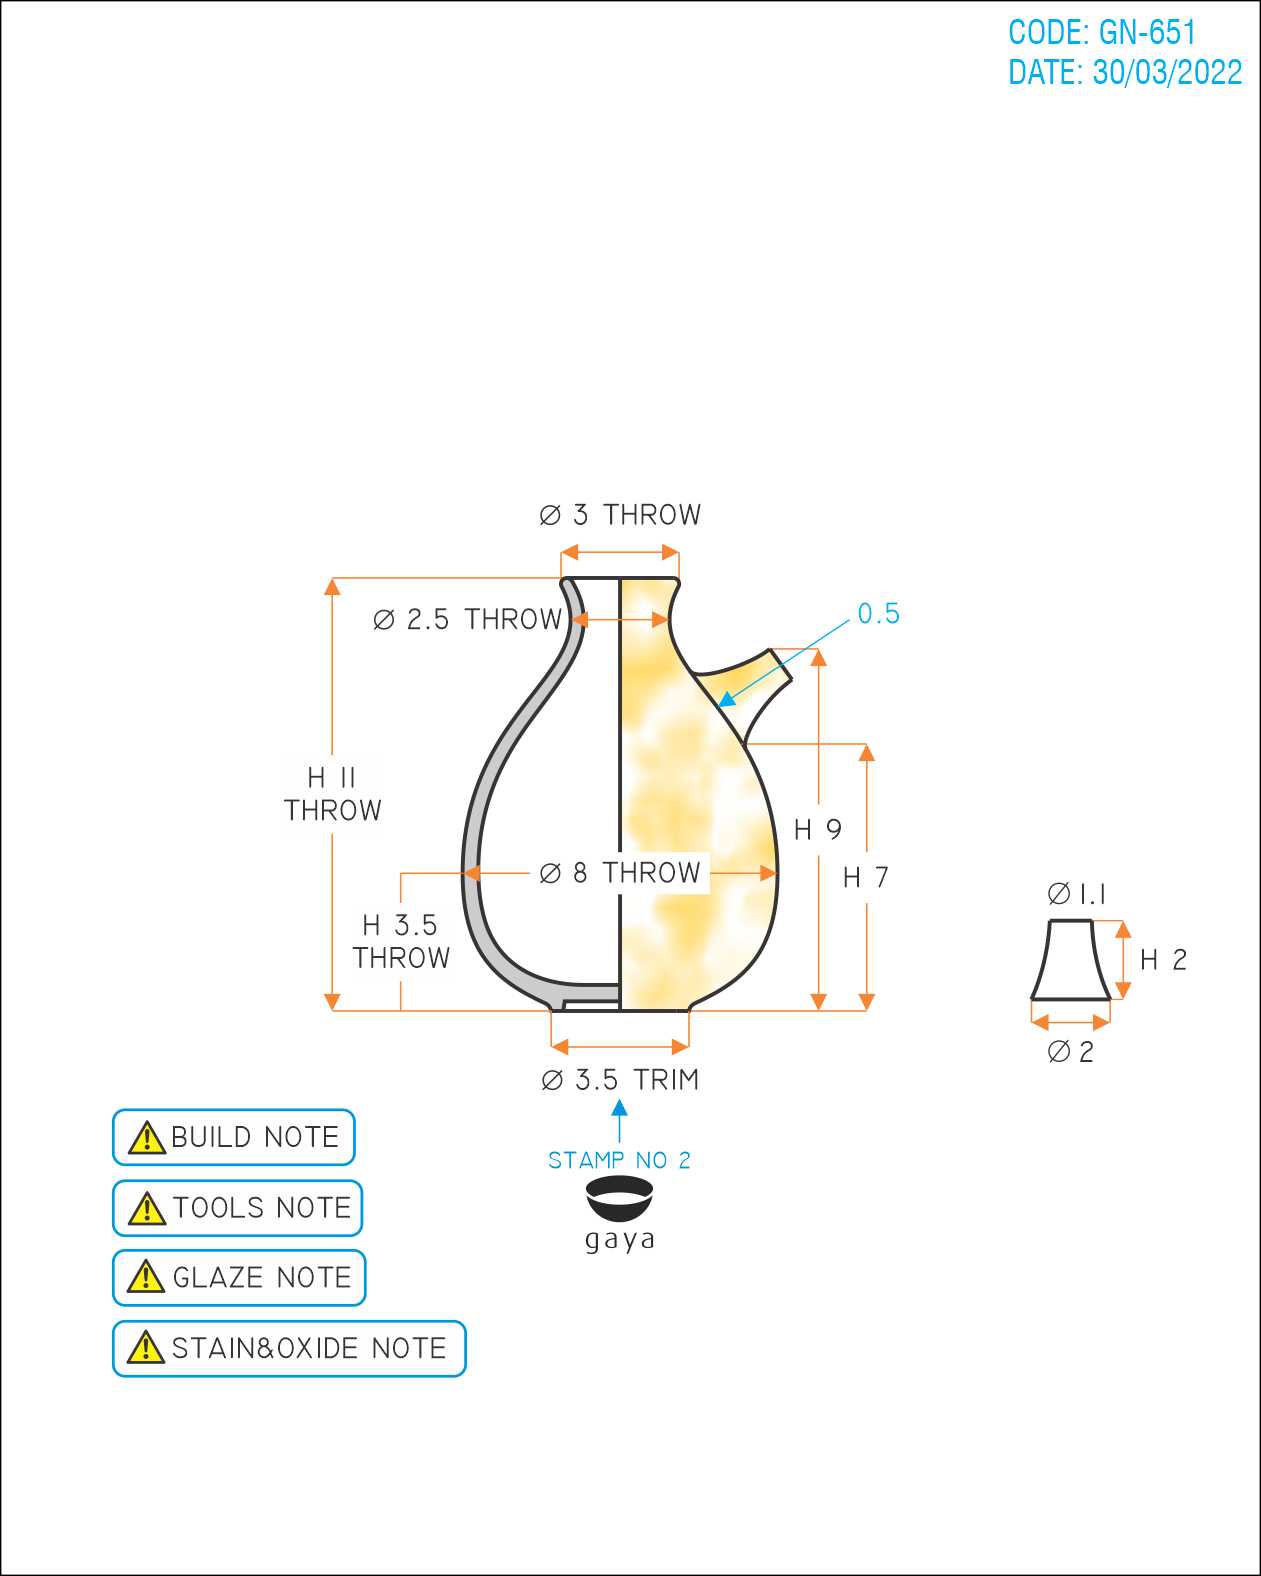 CODE: GN-651
DATE: 30/03/2022
Ø 3 THROW
Ø 2.5 THROW
0.5
H 11
THROW
H 9
Ø 8 THROW
H 7
Ø 1.1
H 3.5
THROW
H 2
Ø 2
Ø 3.5 TRIM
BUILD NOTE
STAMP NO 2
TOOLS NOTE
gaya
GLAZE NOTE
STAIN&OXIDE NOTE